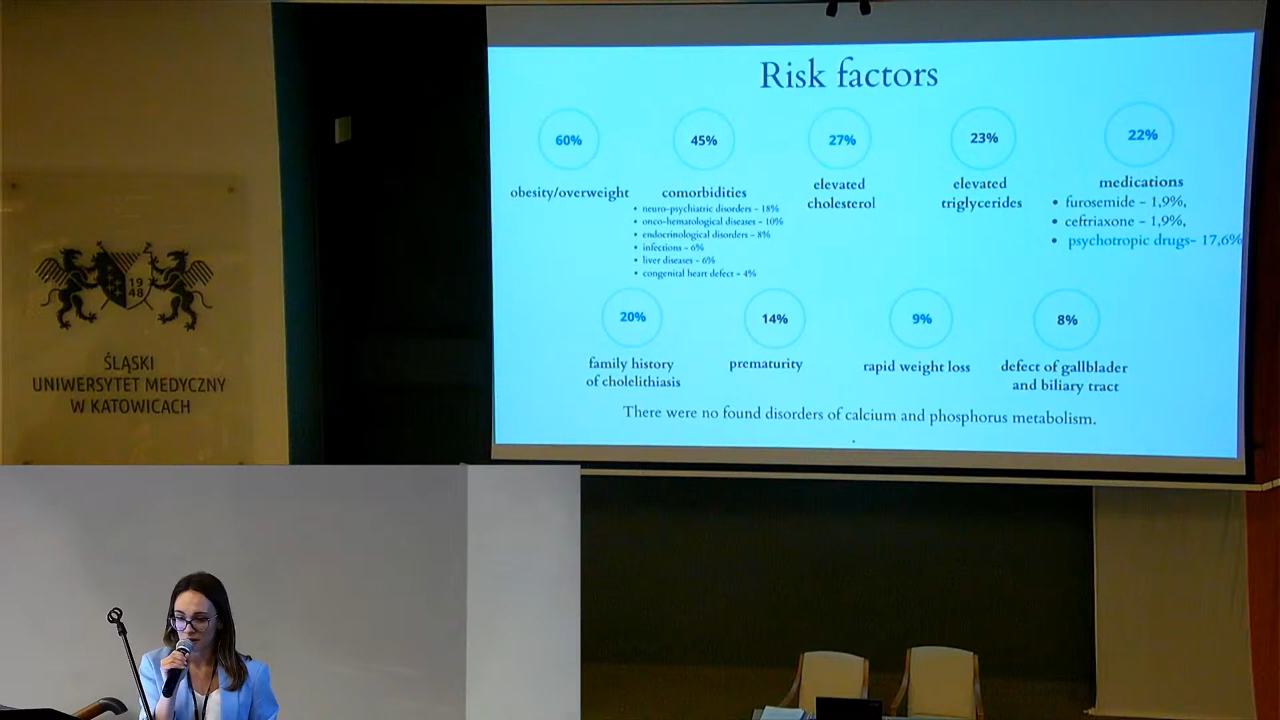 Risk factors
60%
45%
27%
23%
22%
obesity/overweight
comorbidities
• neuro-psychiatric disorders - 18%
• onco-hematological diseases - 10%
• endocrinological disorders - 8%
• infections - 6%
• liver diseases - 6%
• congenital heart defect - 4%
elevated
cholesterol
elevated
triglycerides
medications
• furosemide - 1,9%,
• ceftriaxone - 1,9%,
• psychotropic drugs- 17,6%
20%
14%
9%
8%
family history
of cholelithiasis
prematurity
rapid weight loss
defect of gallblader
and biliary tract
There were no found disorders of calcium and phosphorus metabolism.
19
48
ŚLĄSKI
UNIWERSYTET MEDYCZNY
W KATOWICACH